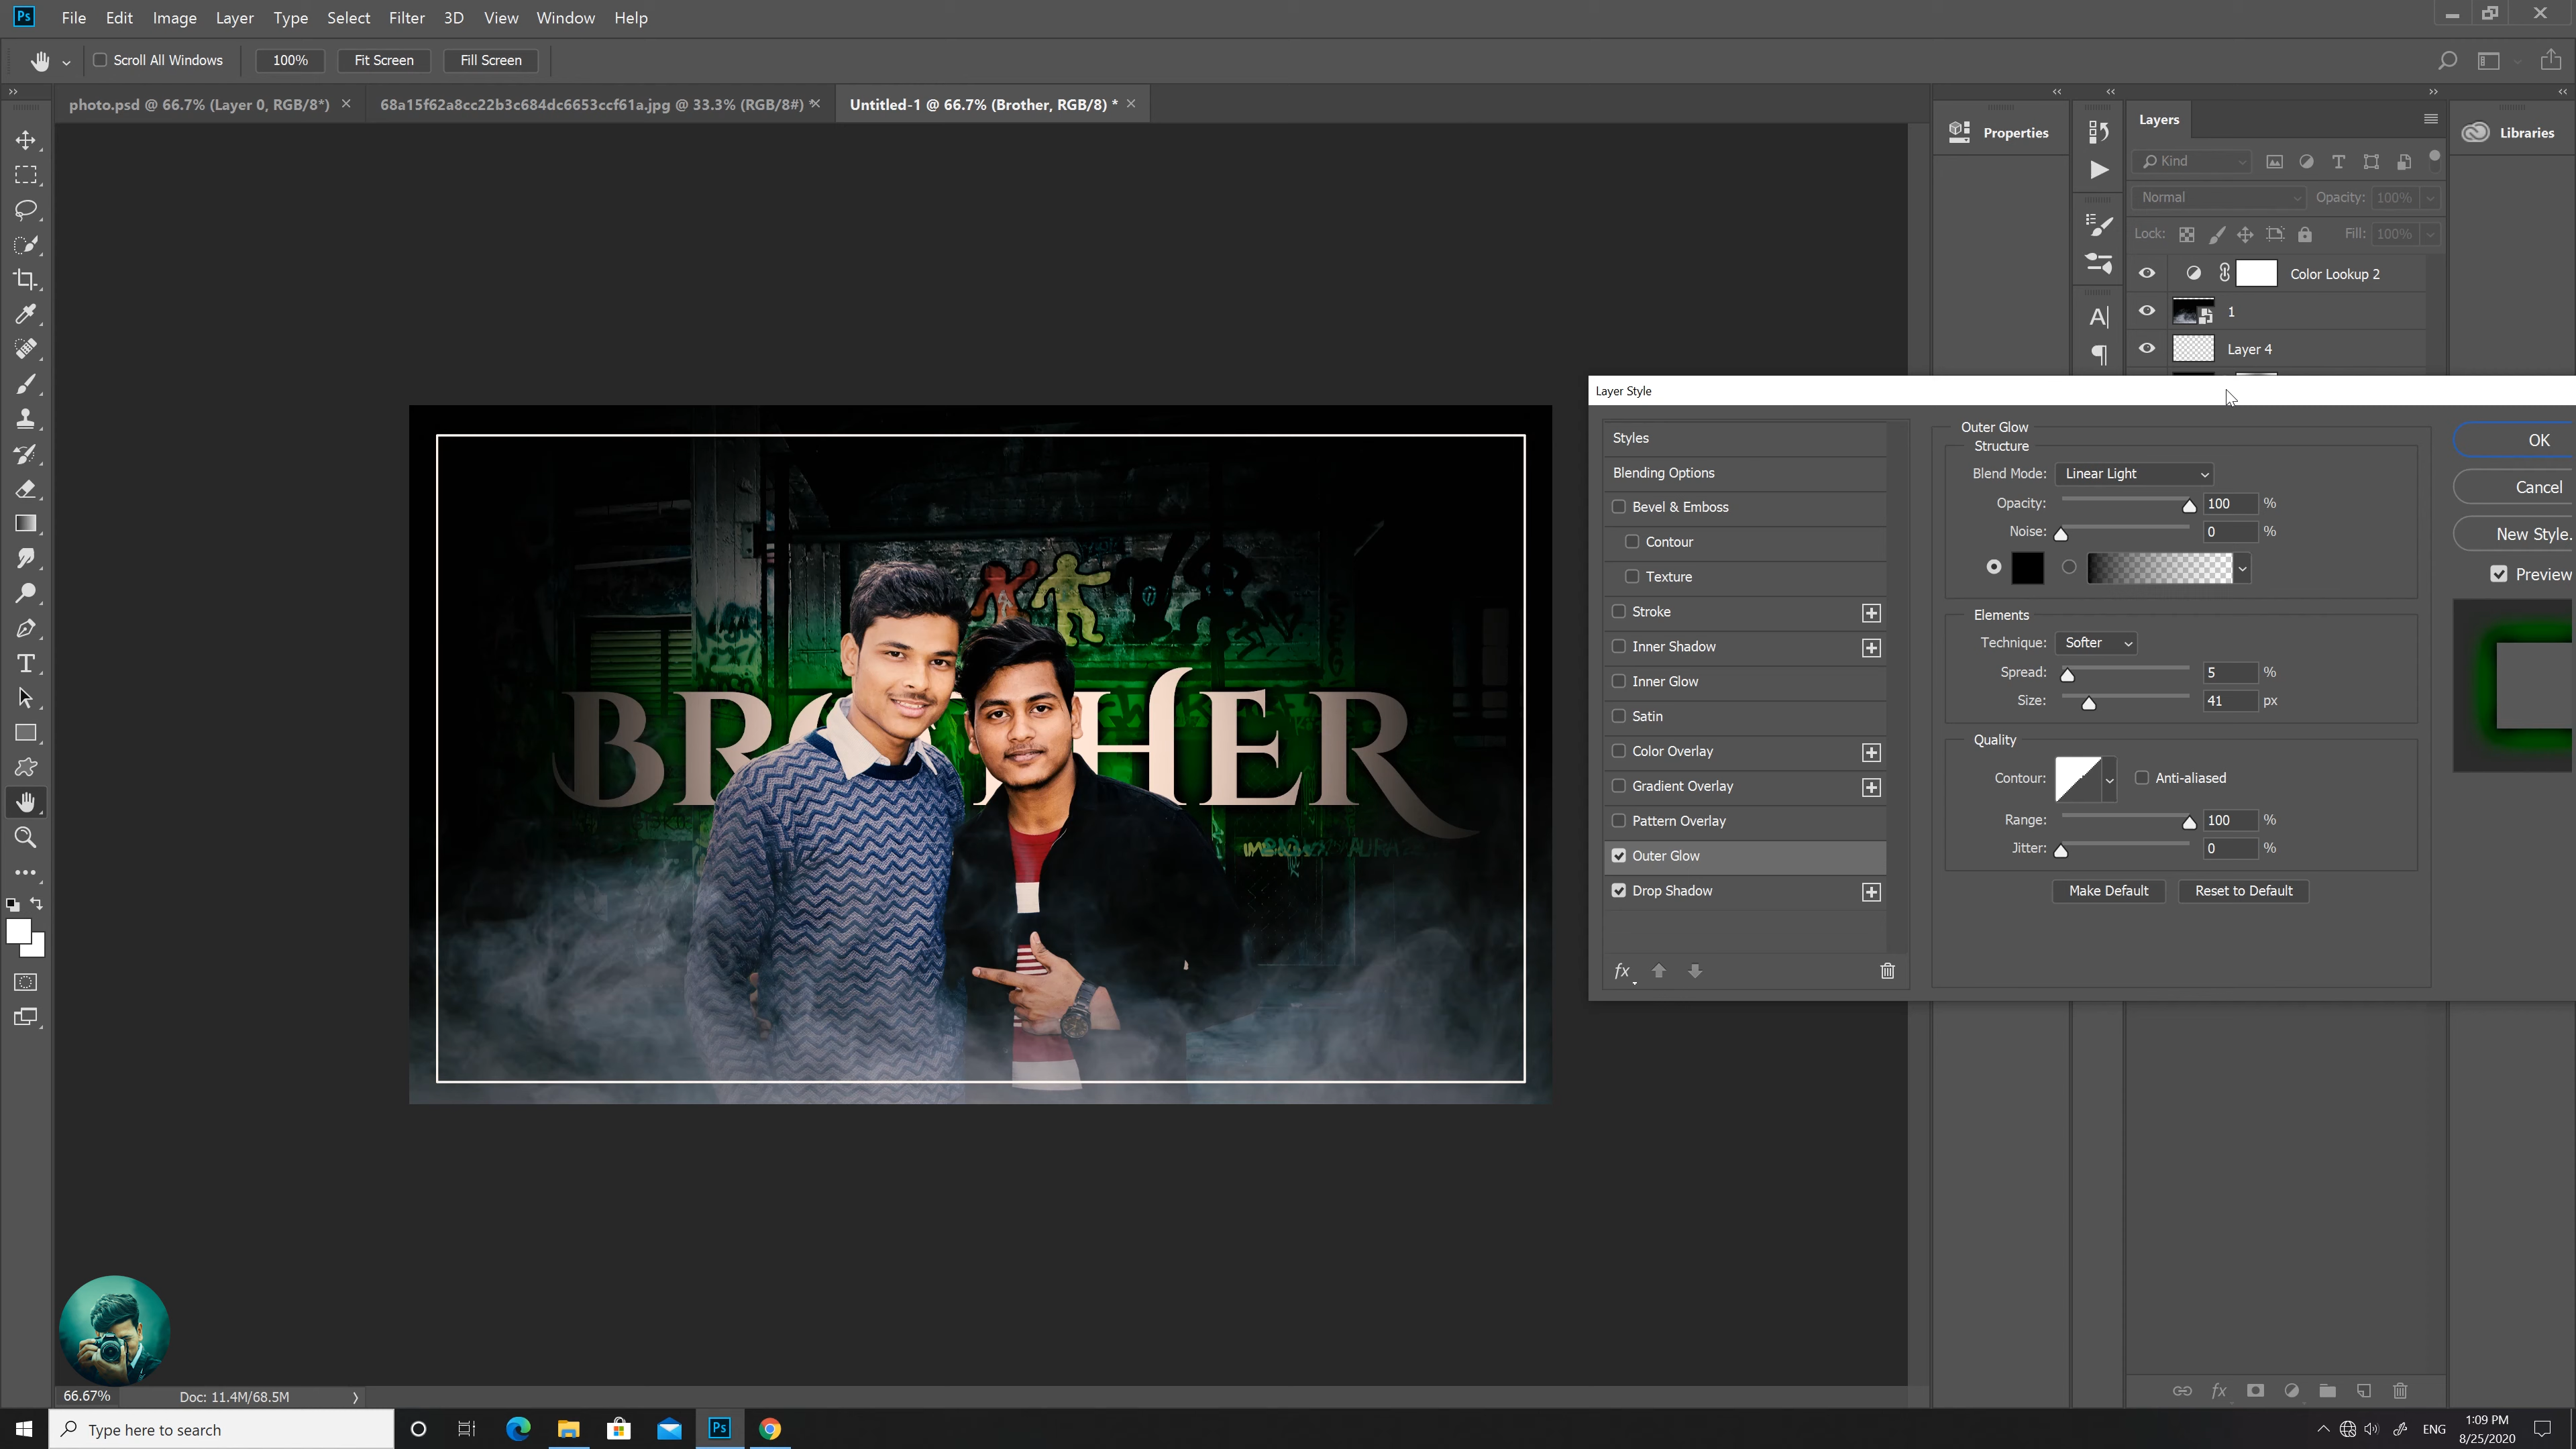 Ps File Edit Image Layer Type Select Filter 3D View Window Help
Scroll All Windows 100% Fit Screen Fill Screen
photo.psd @ 66.7% (Layer 0, RGB/8*) 68a15f62a8cc22b3c684dc6653ccf61a.jpg @ 33.3% (RGB/8#) * Untitled-1 @ 66.7% (Brother, RGB/8) *
Properties
Layers
Libraries
Kind
Normal Opacity: 100%
Lock: Fill: 100%
Color Lookup 2
1
Layer 4
BROTHER
Layer Style
Styles
Blending Options
Bevel & Emboss
Contour
Texture
Stroke
Inner Shadow
Inner Glow
Satin
Color Overlay
Gradient Overlay
Pattern Overlay
Outer Glow
Drop Shadow
fx
Outer Glow
Structure
Blend Mode: Linear Light
Opacity: 100 %
Noise: 0 %
Elements
Technique: Softer
Spread: 5 %
Size: 41 px
Quality
Contour: Anti-aliased
Range: 100 %
Jitter: 0 %
Make Default Reset to Default
OK
Cancel
New Style.
Preview
66.67% Doc: 11.4M/68.5M
fx
Type here to search
Ps
ENG
1:09 PM
8/25/2020